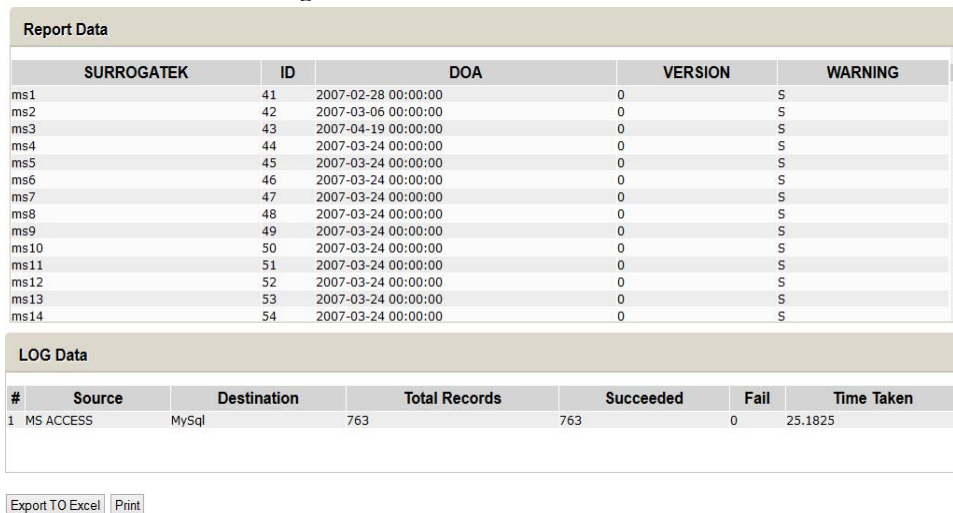 Report Data
SURROGATEK ID DOA VERSION WARNING
ms1 41 2007-02-28 00:00:00 0 S
ms2 42 2007-03-06 00:00:00 0 S
ms3 43 2007-04-19 00:00:00 0 S
ms4 44 2007-03-24 00:00:00 0 S
ms5 45 2007-03-24 00:00:00 0 S
ms6 46 2007-03-24 00:00:00 0 S
ms7 47 2007-03-24 00:00:00 0 S
ms8 48 2007-03-24 00:00:00 0 S
ms9 49 2007-03-24 00:00:00 0 S
ms10 50 2007-03-24 00:00:00 0 S
ms11 51 2007-03-24 00:00:00 0 S
ms12 52 2007-03-24 00:00:00 0 S
ms13 53 2007-03-24 00:00:00 0 S
ms14 54 2007-03-24 00:00:00 0 S
LOG Data
# Source Destination Total Records Succeeded Fail Time Taken
1 MS ACCESS MySql 763 763 0 25.1825
Export TO Excel Print